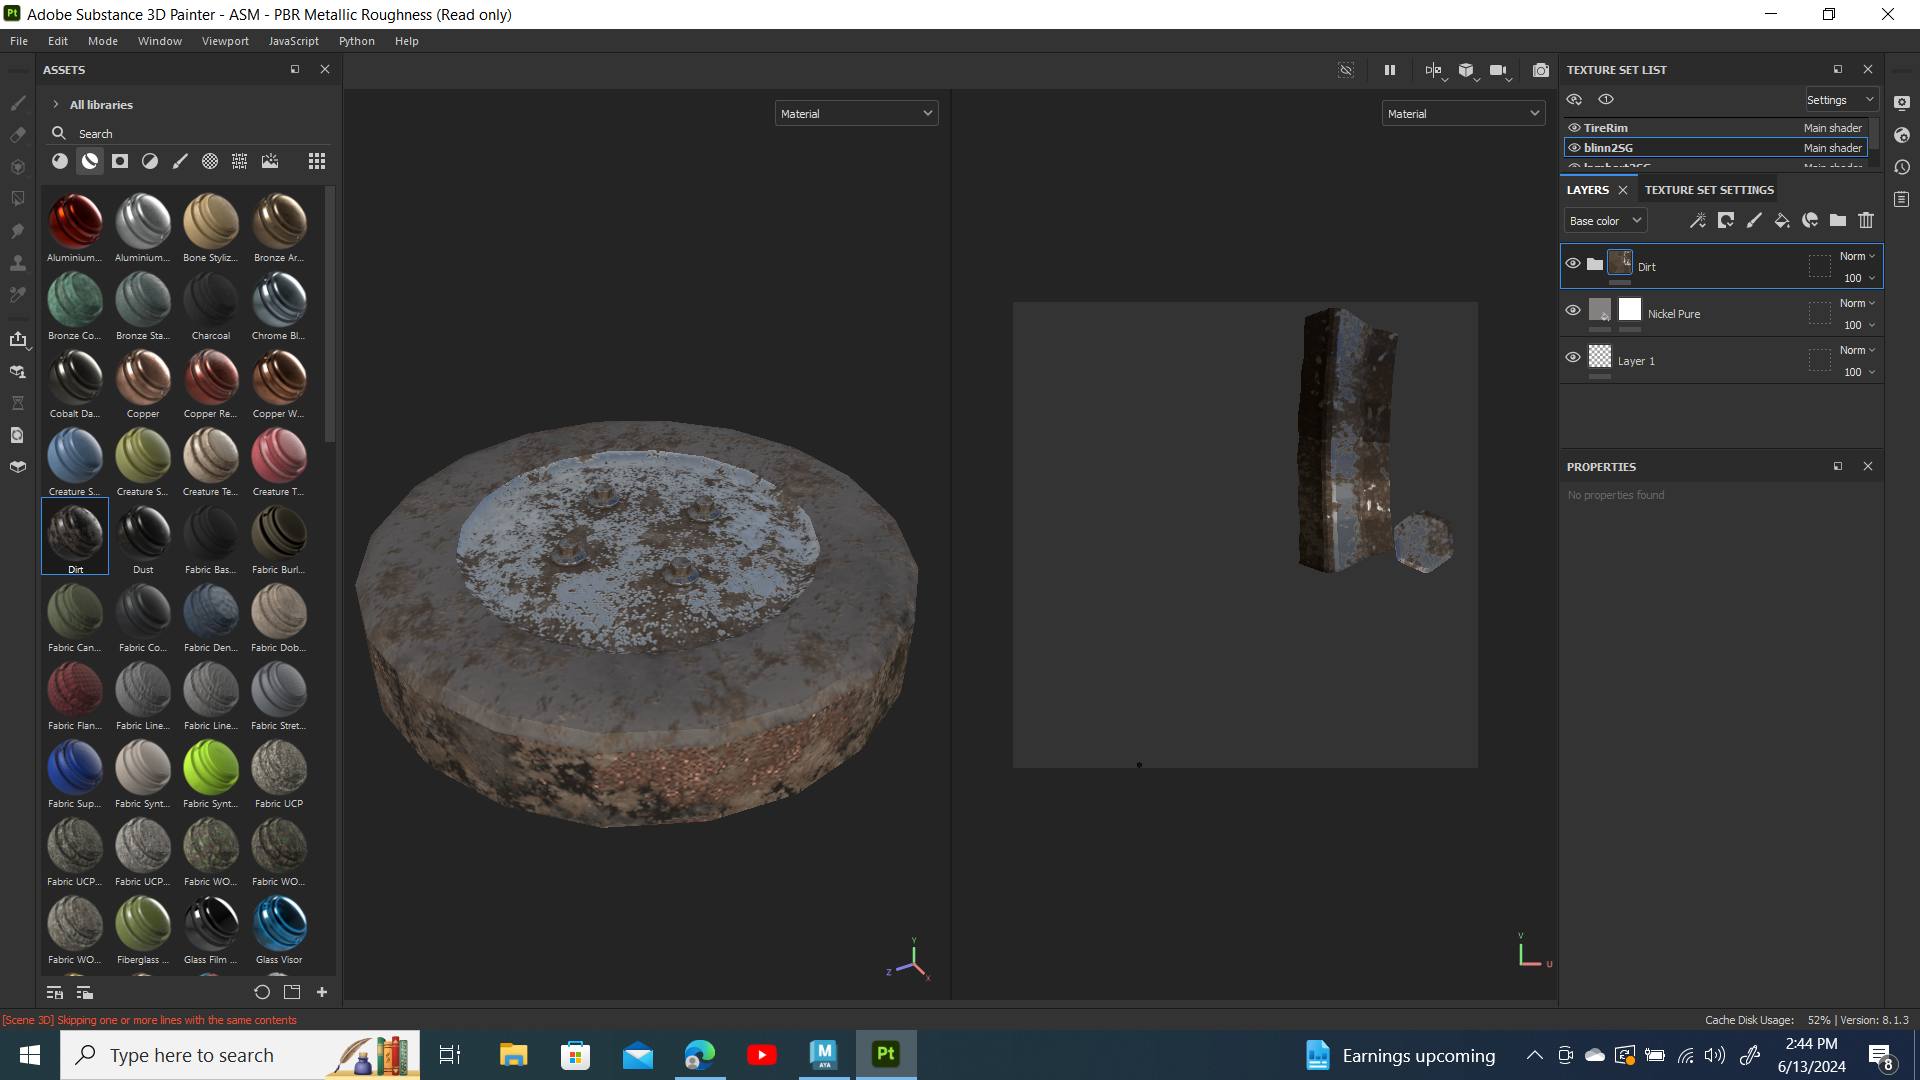 Pt Adobe Substance 3D Painter - ASM - PBR Metallic Roughness (Read only)
File Edit Mode Window Viewport JavaScript Python Help
ASSETS
All libraries
Search
Aluminium... Aluminium... Bone Styliz... Bronze Ar...
Bronze Co... Bronze Sta... Charcoal Chrome Bl...
Cobalt Da... Copper Copper Re... Copper W...
Creature S... Creature S... Creature Te... Creature T...
Dirt Dust Fabric Bas... Fabric Burl...
Fabric Can... Fabric Co... Fabric Den... Fabric Dob...
Fabric Flan... Fabric Line... Fabric Line... Fabric Stret...
Fabric Sup... Fabric Synt... Fabric Synt... Fabric UCP
Fabric UCP... Fabric UCP... Fabric WO... Fabric WO...
Fabric WO... Fiberglass ... Glass Film ... Glass Visor
Material
Y
Z
X
Material
V
U
TEXTURE SET LIST
Settings
TireRim Main shader
blinn2SG Main shader
lambert2SG Main shader
LAYERS TEXTURE SET SETTINGS
Base color
Dirt Norm 100
Nickel Pure Norm 100
Layer 1 Norm 100
PROPERTIES
No properties found
[Scene 3D] Skipping one or more lines with the same contents
Cache Disk Usage: 52% | Version: 8.1.3
Type here to search
M
AYA
Pt
Earnings upcoming
2:44 PM
6/13/2024
8